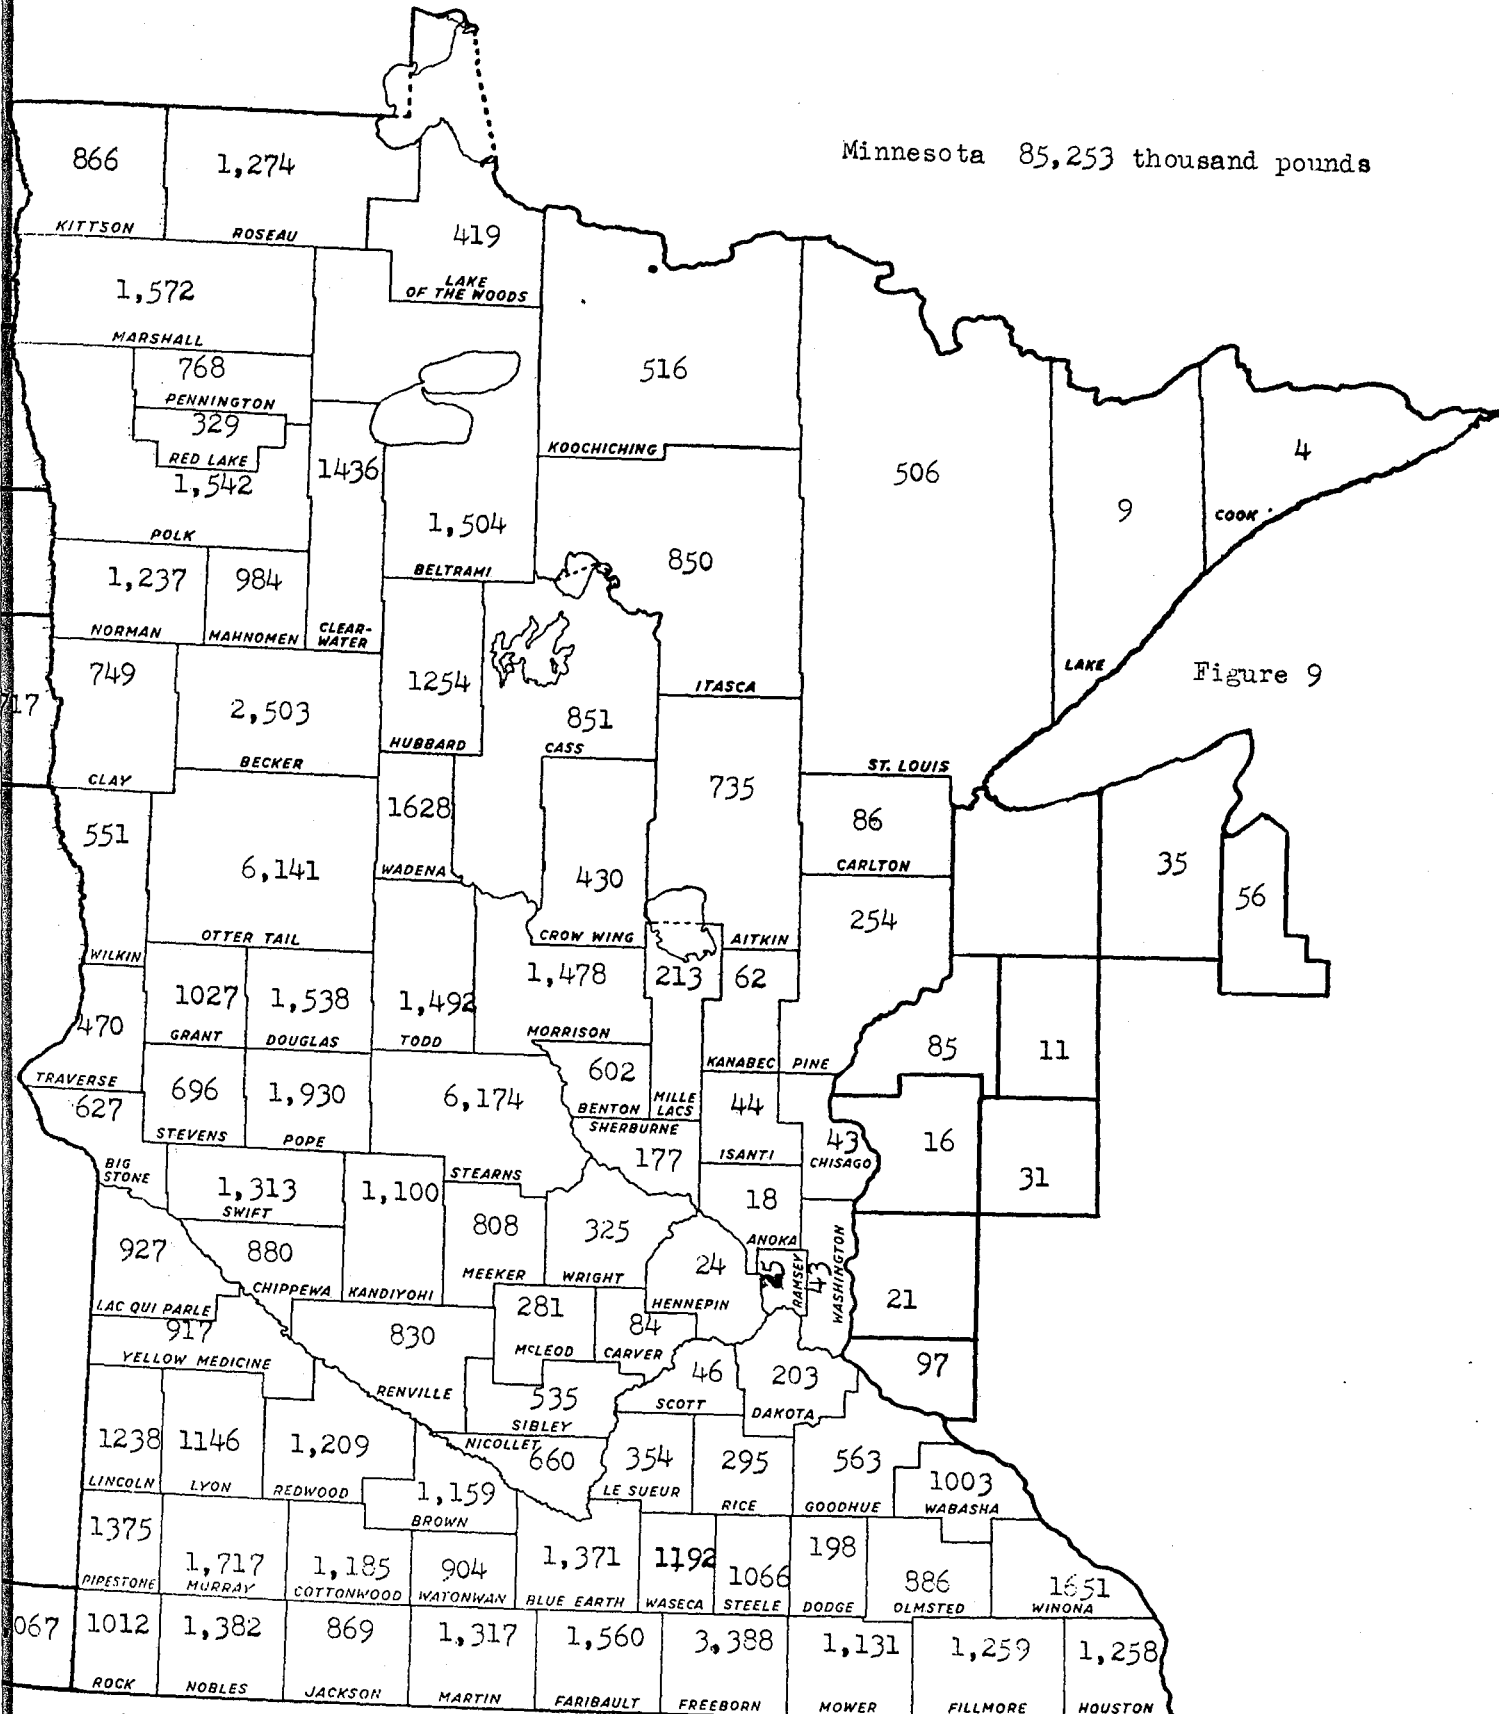 Minnesota 85,253 thousand pounds
866
KITTSON
1,274
ROSEAU
419
LAKE
OF THE WOODS
1,572
MARSHALL
768
PENNINGTON
329
RED LAKE
1,542
POLK
1436
CLEAR-
WATER
1,504
BELTRAMI
516
KOOCHICHING
506
ST. LOUIS
9
LAKE
4
COOK
850
ITASCA
1,237
NORMAN
984
MAHNOMEN
749
CLAY
717
2,503
BECKER
1254
HUBBARD
851
CASS
Figure 9
735
AITKIN
86
CARLTON
551
WILKIN
6,141
OTTER TAIL
1628
WADENA
430
CROW WING
254
PINE
35
56
470
TRAVERSE
1027
GRANT
1,538
DOUGLAS
1,492
TODD
1,478
MORRISON
213
MILLE
LACS
62
KANABEC
85
11
627
BIG
STONE
696
STEVENS
1,930
POPE
6,174
STEARNS
602
BENTON
SHERBURNE
177
44
ISANTI
43
CHISAGO
16
31
1,313
SWIFT
1,100
KANDIYOHI
808
MEEKER
325
WRIGHT
18
ANOKA
927
LAC QUI PARLE
880
CHIPPEWA
24
HENNEPIN
25
RAMSEY
43
WASHINGTON
21
917
YELLOW MEDICINE
830
RENVILLE
281
McLEOD
84
CARVER
46
SCOTT
203
DAKOTA
97
535
SIBLEY
NICOLLET
660
1238
LINCOLN
1146
LYON
1,209
REDWOOD
1,159
BROWN
354
LE SUEUR
295
RICE
563
GOODHUE
1003
WABASHA
1375
PIPESTONE
1,717
MURRAY
1,185
COTTONWOOD
904
WATONWAN
1,371
BLUE EARTH
1192
WASECA
1066
STEELE
198
DODGE
886
OLMSTED
1651
WINONA
067
1012
ROCK
1,382
NOBLES
869
JACKSON
1,317
MARTIN
1,560
FARIBAULT
3,388
FREEBORN
1,131
MOWER
1,259
FILLMORE
1,258
HOUSTON